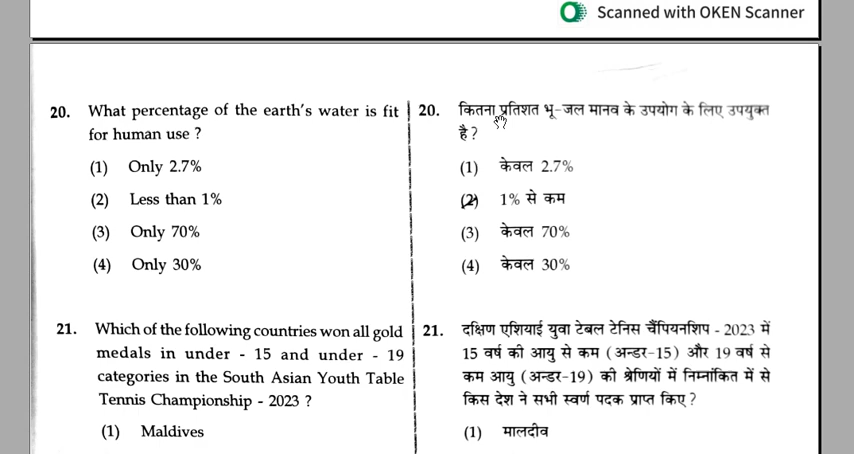 Scanned with OKEN Scanner
20. What percentage of the earth's water is fit
for human use ?
(1) Only 2.7%
(2) Less than 1%
(3) Only 70%
(4) Only 30%
21. Which of the following countries won all gold
medals in under - 15 and under - 19
categories in the South Asian Youth Table
Tennis Championship - 2023 ?
(1) Maldives
20. कितना प्रतिशत भू-जल मानव के उपयोग के लिए उपयुक्त
है ?
(1) केवल 2.7%
(2) 1% से कम
(3) केवल 70%
(4) केवल 30%
21. दक्षिण एशियाई युवा टेबल टेनिस चैंपियनशिप - 2023 में
15 वर्ष की आयु से कम (अन्डर-15) और 19 वर्ष से
कम आयु (अन्डर-19) की श्रेणियों में निम्नांकित में से
किस देश ने सभी स्वर्ण पदक प्राप्त किए ?
(1) मालदीव